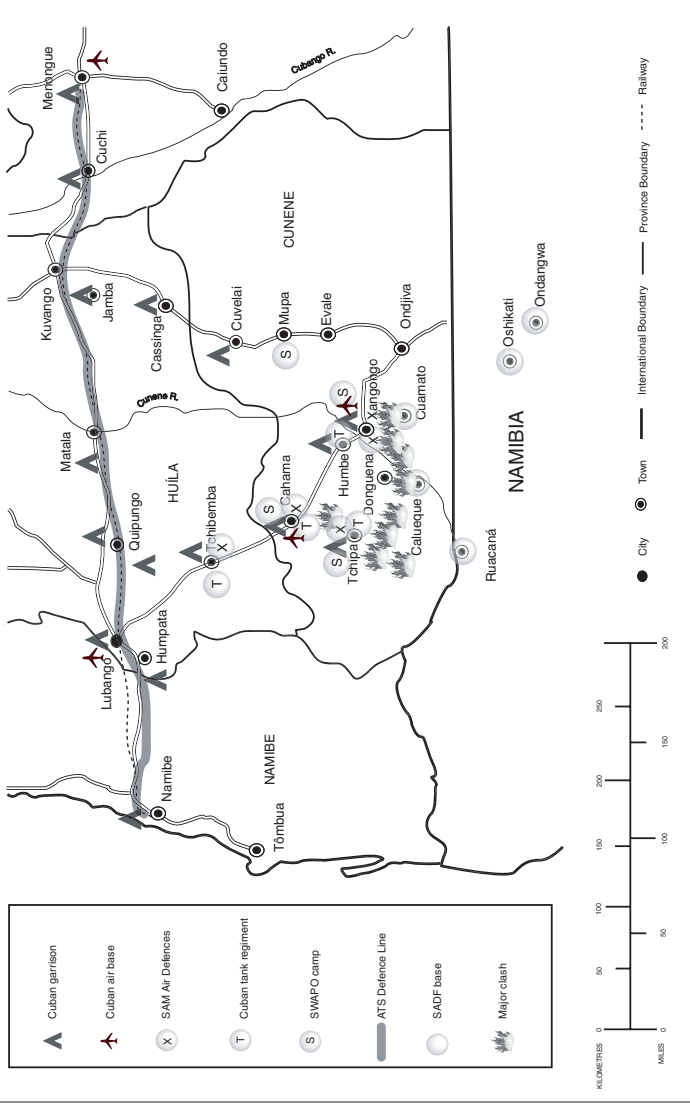 Cuban garrison
Cuban air base
SAM Air Defences
X
Cuban tank regiment
T
SWAPO camp
S
ATS Defence Line
SADF base
Major clash
Menongue
Cuchi
Kuvango
Jamba
Matala
Quipungo
Lubango
Humpata
Namibe
Tômbua
NAMIBE
HUÍLA
Cunene R.
Cassinga
Cuvelai
Mupa
S
Evale
Ondjiva
CUNENE
Caiundo
Cubango R.
Tchibemba
T
X
Cahama
S
X
T
Humbe
T
S
Xangongo
X
Donguena
Cuamato
Tchipa
S
X
T
Calueque
Ruacaná
Oshikati
Ondangwa
NAMIBIA
City
Town
International Boundary
Province Boundary
Railway
KILOMETRES
0
50
100
150
200
250
MILES
0
50
100
150
200